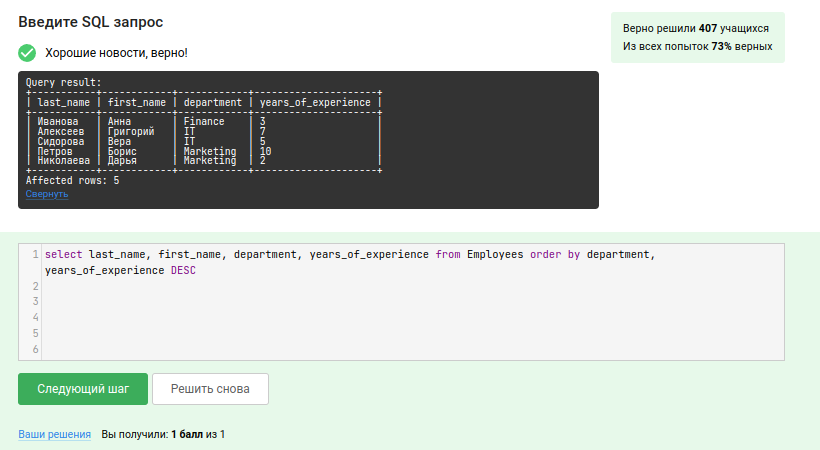 Введите SQL запрос
Верно решили 407 учащихся
Из всех попыток 73% верных
Хорошие новости, верно!
Query result:
+-----------+------------+------------+---------------------+
| last_name | first_name | department | years_of_experience |
+-----------+------------+------------+---------------------+
| Иванова | Анна | Finance | 3 |
| Алексеев | Григорий | IT | 7 |
| Сидорова | Вера | IT | 5 |
| Петров | Борис | Marketing | 10 |
| Николаева | Дарья | Marketing | 2 |
+-----------+------------+------------+---------------------+
Affected rows: 5
Свернуть
1 select last_name, first_name, department, years_of_experience from Employees order by department,
years_of_experience DESC
2
3
4
5
6
Следующий шаг Решить снова
Ваши решения Вы получили: 1 балл из 1